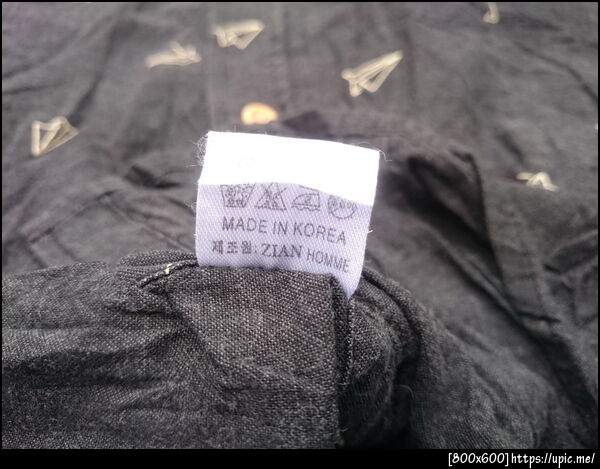 MADE IN KOREA
제조원: ZIAN HOMME
[800x600]https://upic.me/